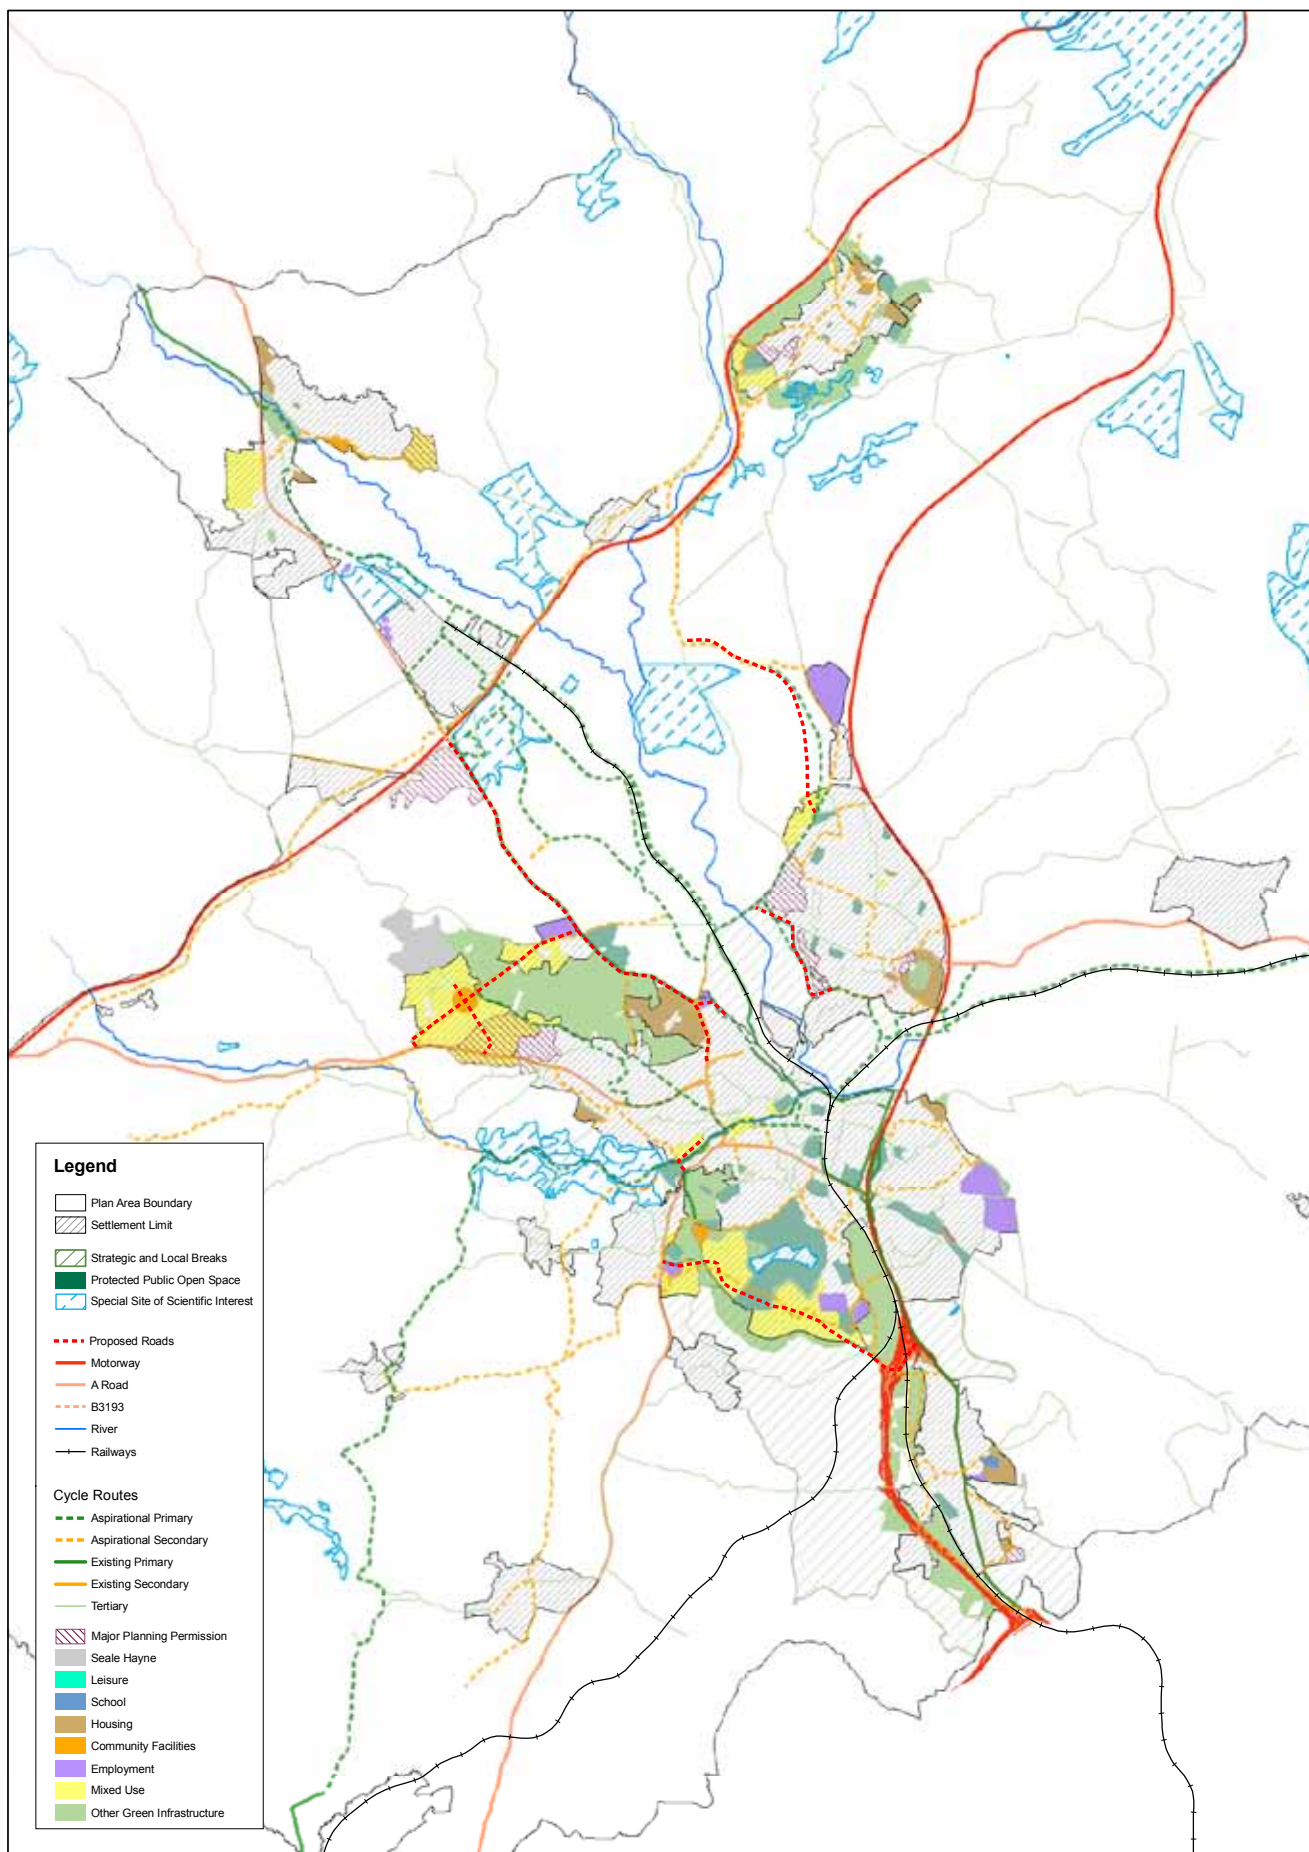 Legend
Plan Area Boundary
Settlement Limit
Strategic and Local Breaks
Protected Public Open Space
Special Site of Scientific Interest
Proposed Roads
Motorway
A Road
B3193
River
Railways
Cycle Routes
Aspirational Primary
Aspirational Secondary
Existing Primary
Existing Secondary
Tertiary
Major Planning Permission
Seale Hayne
Leisure
School
Housing
Community Facilities
Employment
Mixed Use
Other Green Infrastructure